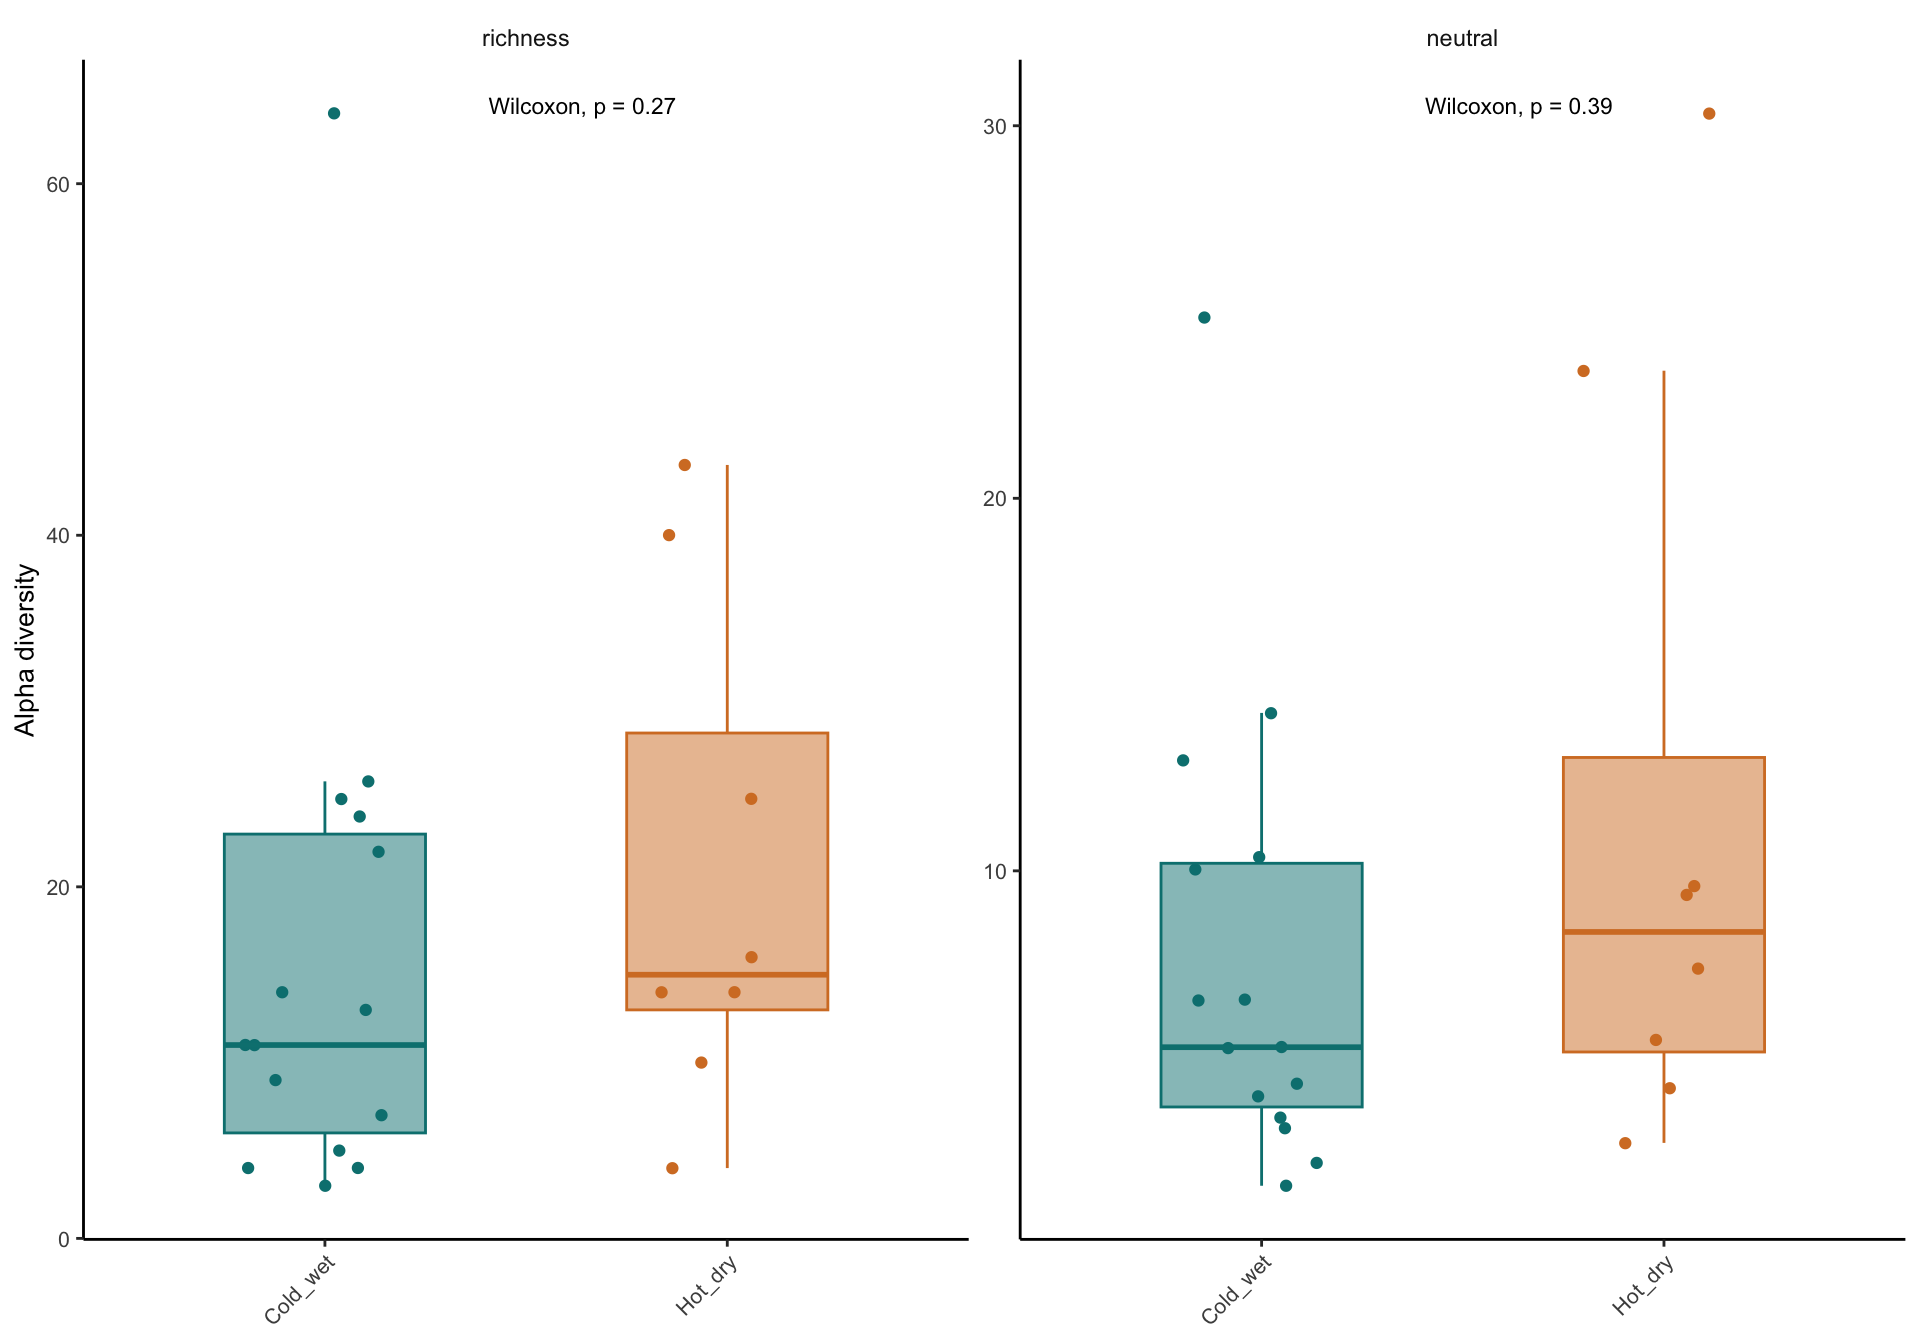 richness
neutral
Wilcoxon, p = 0.27
Wilcoxon, p = 0.39
Alpha diversity
60
40
20
0
30
20
10
Cold_wet
Hot_dry
Cold_wet
Hot_dry